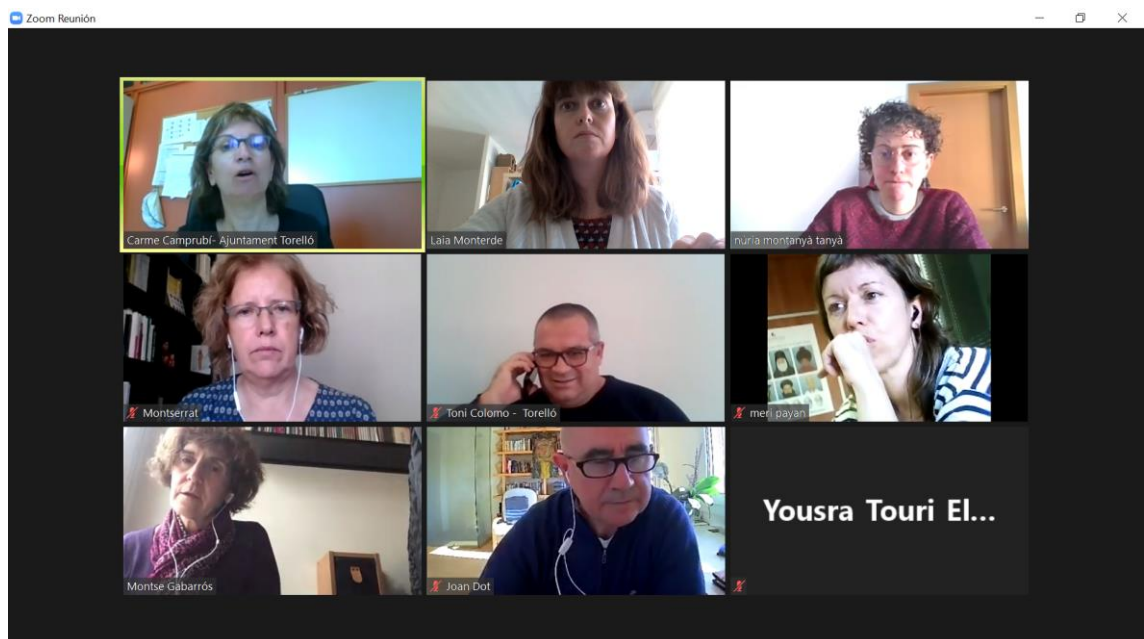 Zoom Reunión
Carme Camprubí- Ajuntament Torelló
Laia Monterde
núria montanyà tanyà
Montserrat
Toni Colomo - Torelló
meri payan
Yousra Touri El...
Montse Gabarrós
Joan Dot